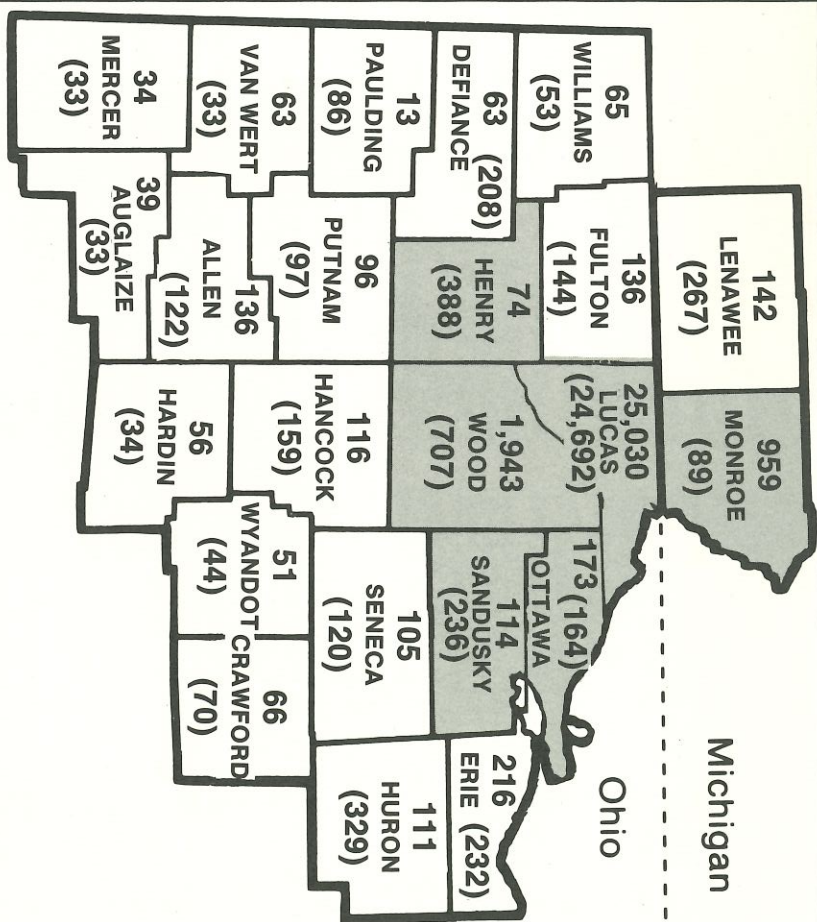 Michigan
Ohio
142
LENAWEE
(267)
959
MONROE
(89)
65
WILLIAMS
(53)
136
FULTON
(144)
25,030
LUCAS
(24,692)
173 (164)
OTTAWA
63 (208)
DEFIANCE
74
HENRY
(388)
1,943
WOOD
(707)
114
SANDUSKY
(236)
216
ERIE (232)
13
PAULDING
(86)
96
PUTNAM
(97)
116
HANCOCK
(159)
105
SENECA
(120)
111
HURON
(329)
63
VAN WERT
(33)
136
ALLEN
(122)
56
HARDIN
(34)
51
WYANDOT
(44)
66
CRAWFORD
(70)
34
MERCER
(33)
39
AUGLAIZE
(33)